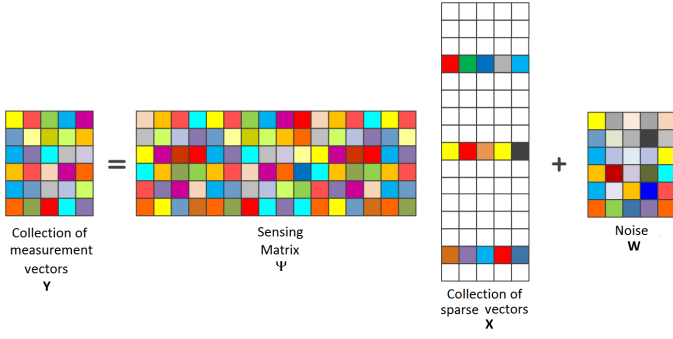 =
+
Collection of
measurement
vectors
Y
Sensing
Matrix
Ψ
Collection of
sparse vectors
X
Noise
W